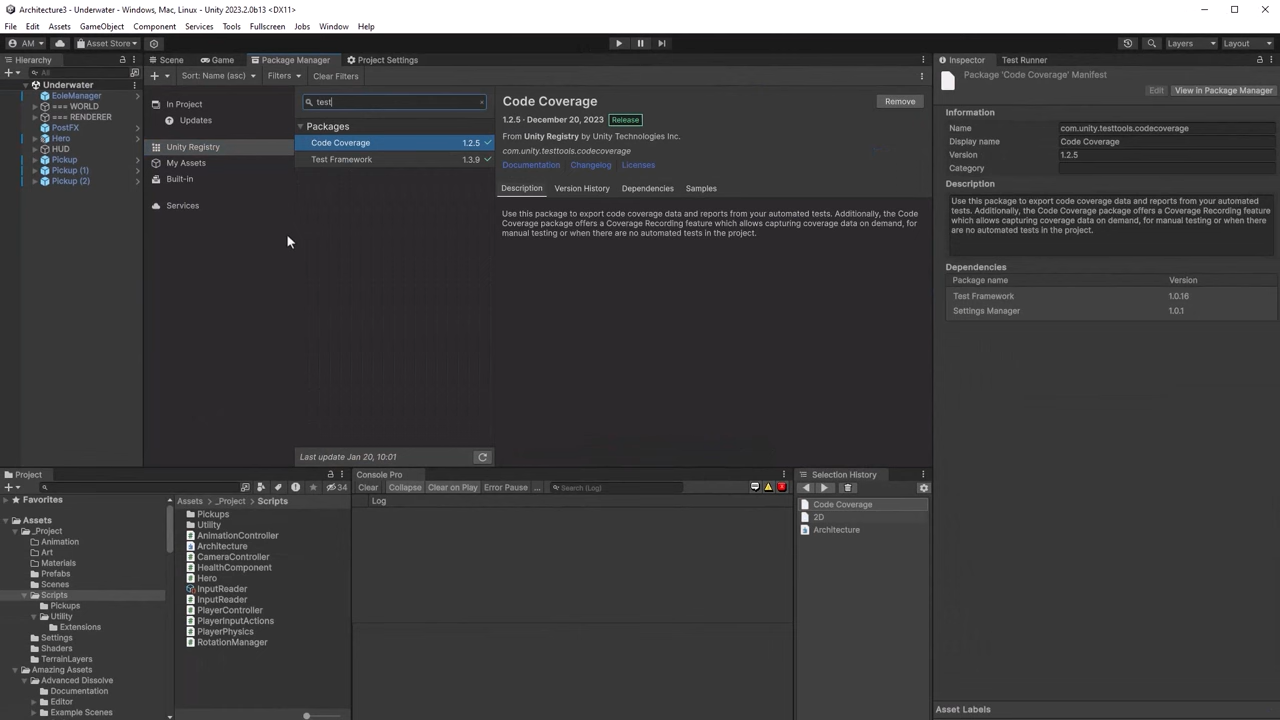 Architecture3 - Underwater - Windows, Mac, Linux - Unity 2023.2.0b13 <DX11>
File Edit Assets GameObject Component Services Tools Fullscreen Jobs Window Help
AM Asset Store Layers Layout
Hierarchy
All
Underwater
EoleManager
=== WORLD
=== RENDERER
PostFX
Hero
HUD
Pickup
Pickup (1)
Pickup (2)
Scene Game Package Manager Project Settings
Sort: Name (asc) Filters Clear Filters
In Project
Updates
Unity Registry
My Assets
Built-in
Services
test
Packages
Code Coverage 1.2.5
Test Framework 1.3.9
Last update Jan 20, 10:01
Code Coverage
Remove
1.2.5 · December 20, 2023 Release
From Unity Registry by Unity Technologies Inc.
com.unity.testtools.codecoverage
Documentation Changelog Licenses
Description Version History Dependencies Samples
Use this package to export code coverage data and reports from your automated tests. Additionally, the Code
Coverage package offers a Coverage Recording feature which allows capturing coverage data on demand, for
manual testing or when there are no automated tests in the project.
Inspector Test Runner
Package 'Code Coverage' Manifest
Edit View in Package Manager
Information
Name com.unity.testtools.codecoverage
Display name Code Coverage
Version 1.2.5
Category
Description
Use this package to export code coverage data and reports from your automated
tests. Additionally, the Code Coverage package offers a Coverage Recording feature
which allows capturing coverage data on demand, for manual testing or when there
are no automated tests in the project.
Dependencies
Package name Version
Test Framework 1.0.16
Settings Manager 1.0.1
Asset Labels
Project
34
Favorites
Assets
_Project
Animation
Art
Materials
Prefabs
Scenes
Scripts
Pickups
Utility
Extensions
Settings
Shaders
TerrainLayers
Amazing Assets
Advanced Dissolve
Documentation
Editor
Example Scenes
Assets _Project Scripts
Pickups
Utility
AnimationController
Architecture
CameraController
HealthComponent
Hero
InputReader
InputReader
PlayerController
PlayerInputActions
PlayerPhysics
RotationManager
Console Pro
Clear Collapse Clear on Play Error Pause ... Search (Log)
Log
Selection History
Code Coverage
2D
Architecture